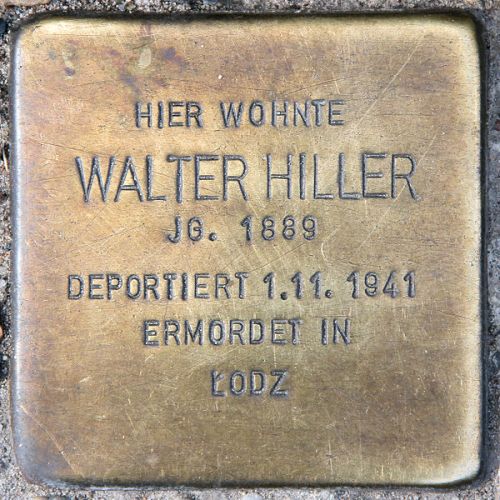 HIER WOHNTE
WALTER HILLER
JG. 1889
DEPORTIERT 1.11. 1941
ERMORDET IN
ŁODZ